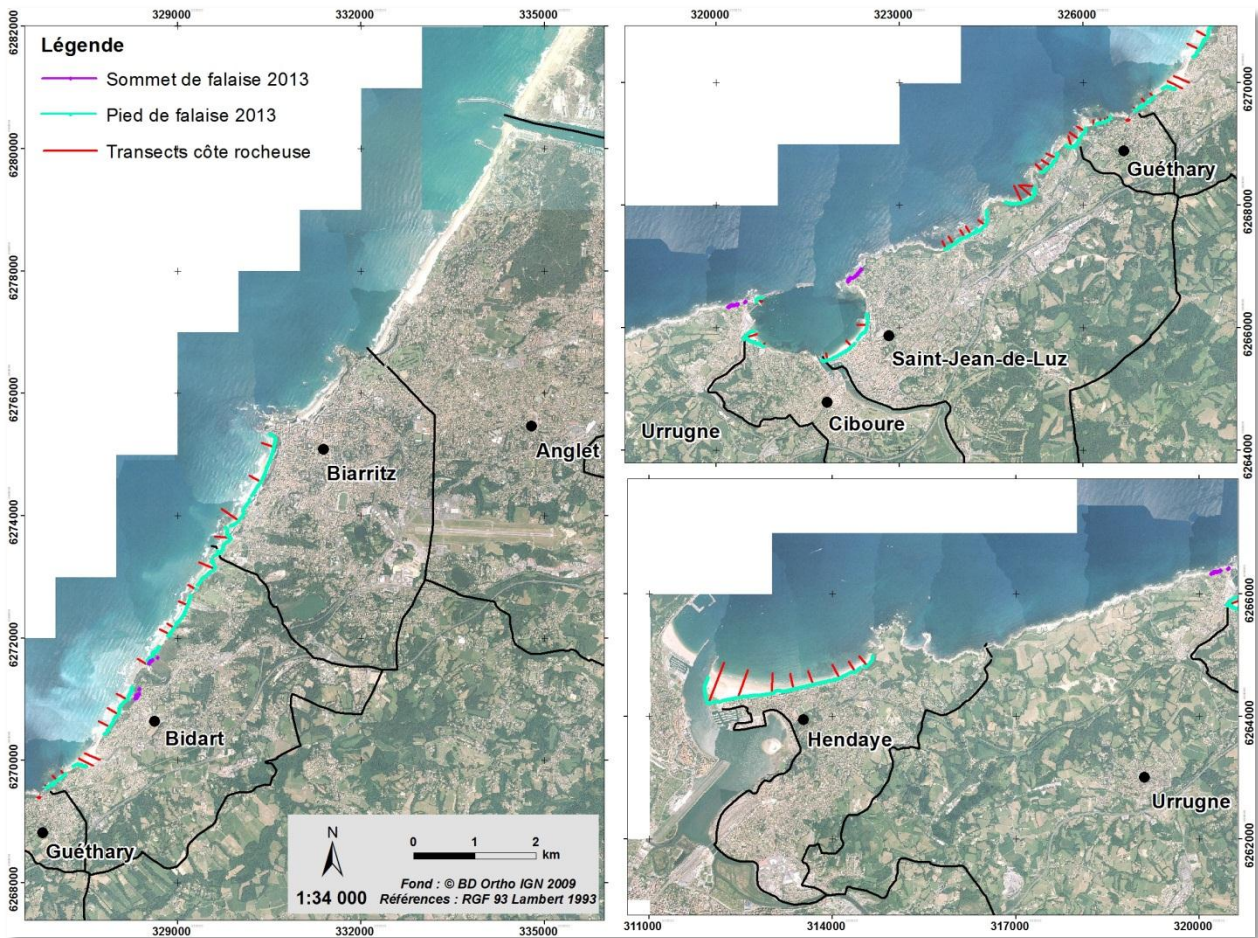 329000 332000 335000
6282000
Légende
Sommet de falaise 2013
Pied de falaise 2013
Transects côte rocheuse
6280000
6278000
6276000
6274000
6272000
6270000
6268000
Biarritz
Anglet
Bidart
Guéthary
N
0 1 2
km
1:34 000
Fond : © BD Ortho IGN 2009
Références : RGF 93 Lambert 1993
329000 332000 335000
320000 323000 326000
6270000
6268000
6266000
6264000
Guéthary
Saint-Jean-de-Luz
Ciboure
Urrugne
6266000
6264000
6262000
Hendaye
Urrugne
311000 314000 317000 320000